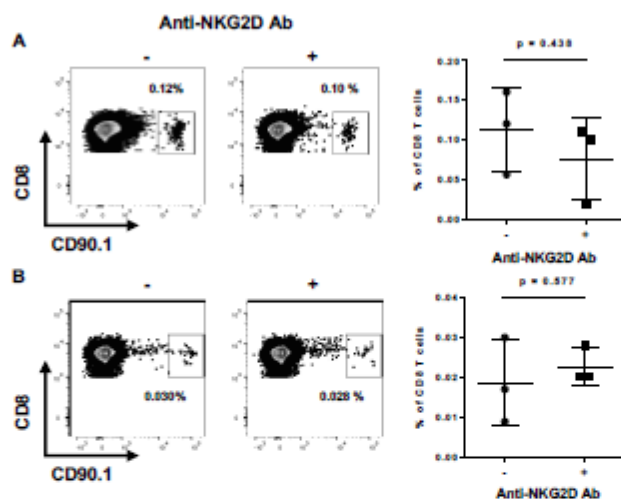 Anti-NKG2D Ab
A
-
+
0.12%
0.10 %
CD8
CD90.1
p = 0.438
0.20
0.15
0.10
0.05
0.00
% of CD8 T cells
-
+
Anti-NKG2D Ab
B
-
+
0.030%
0.028 %
CD8
CD90.1
p = 0.577
0.04
0.03
0.02
0.01
0.00
% of CD8 T cells
-
+
Anti-NKG2D Ab